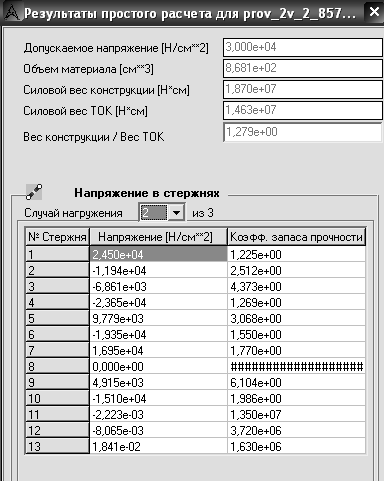 Результаты простого расчета для prov_2v_2_857...
Допускаемое напряжение [Н/см**2] 3,000e+04
Объем материала [см**3] 8,681e+02
Силовой вес конструкции [Н*см] 1,870e+07
Силовой вес ТОК [Н*см] 1,463e+07
Вес конструкции / Вес ТОК 1,279e+00
Напряжение в стержнях
Случай нагружения 2 из 3
№ Стержня Напряжение [Н/см**2] Коэфф. запаса прочности
1 2,450e+04 1,225e+00
2 -1,194e+04 2,512e+00
3 -6,861e+03 4,373e+00
4 -2,365e+04 1,269e+00
5 9,779e+03 3,068e+00
6 -1,935e+04 1,550e+00
7 1,695e+04 1,770e+00
8 0,000e+00 ###################
9 4,915e+03 6,104e+00
10 -1,510e+04 1,986e+00
11 -2,223e-03 1,350e+07
12 -8,065e-03 3,720e+06
13 1,841e-02 1,630e+06